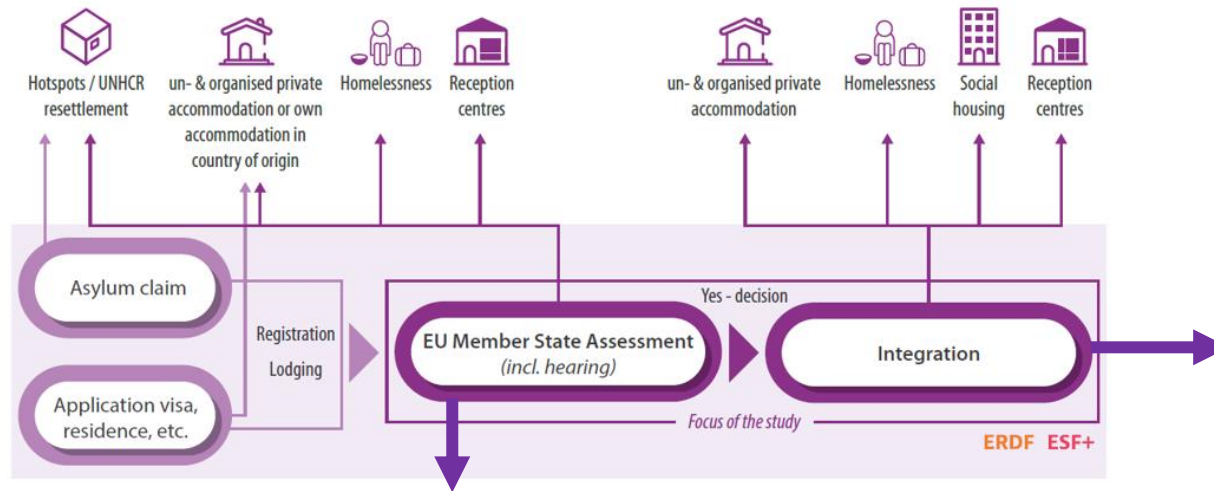 Hotspots / UNHCR
resettlement
un- & organised private
accommodation or own
accommodation in
country of origin
Homelessness
Reception
centres
un- & organised private
accommodation
Homelessness
Social
housing
Reception
centres
Asylum claim
Application visa,
residence, etc.
Registration
Lodging
EU Member State Assessment
(incl. hearing)
Yes - decision
Integration
Focus of the study
ERDF ESF+